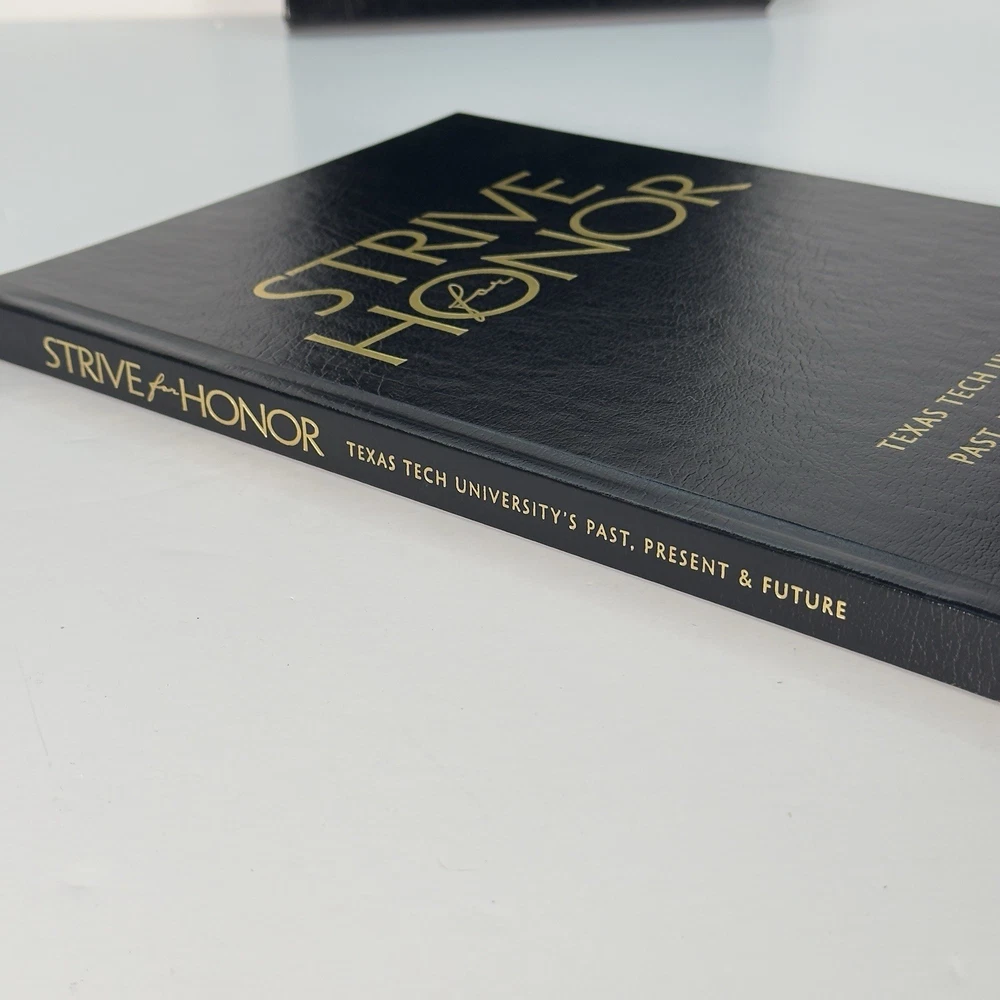 STRIVE
for
HONOR
TEXAS TECH
PAST
STRIVE for HONOR TEXAS TECH UNIVERSITY'S PAST, PRESENT & FUTURE